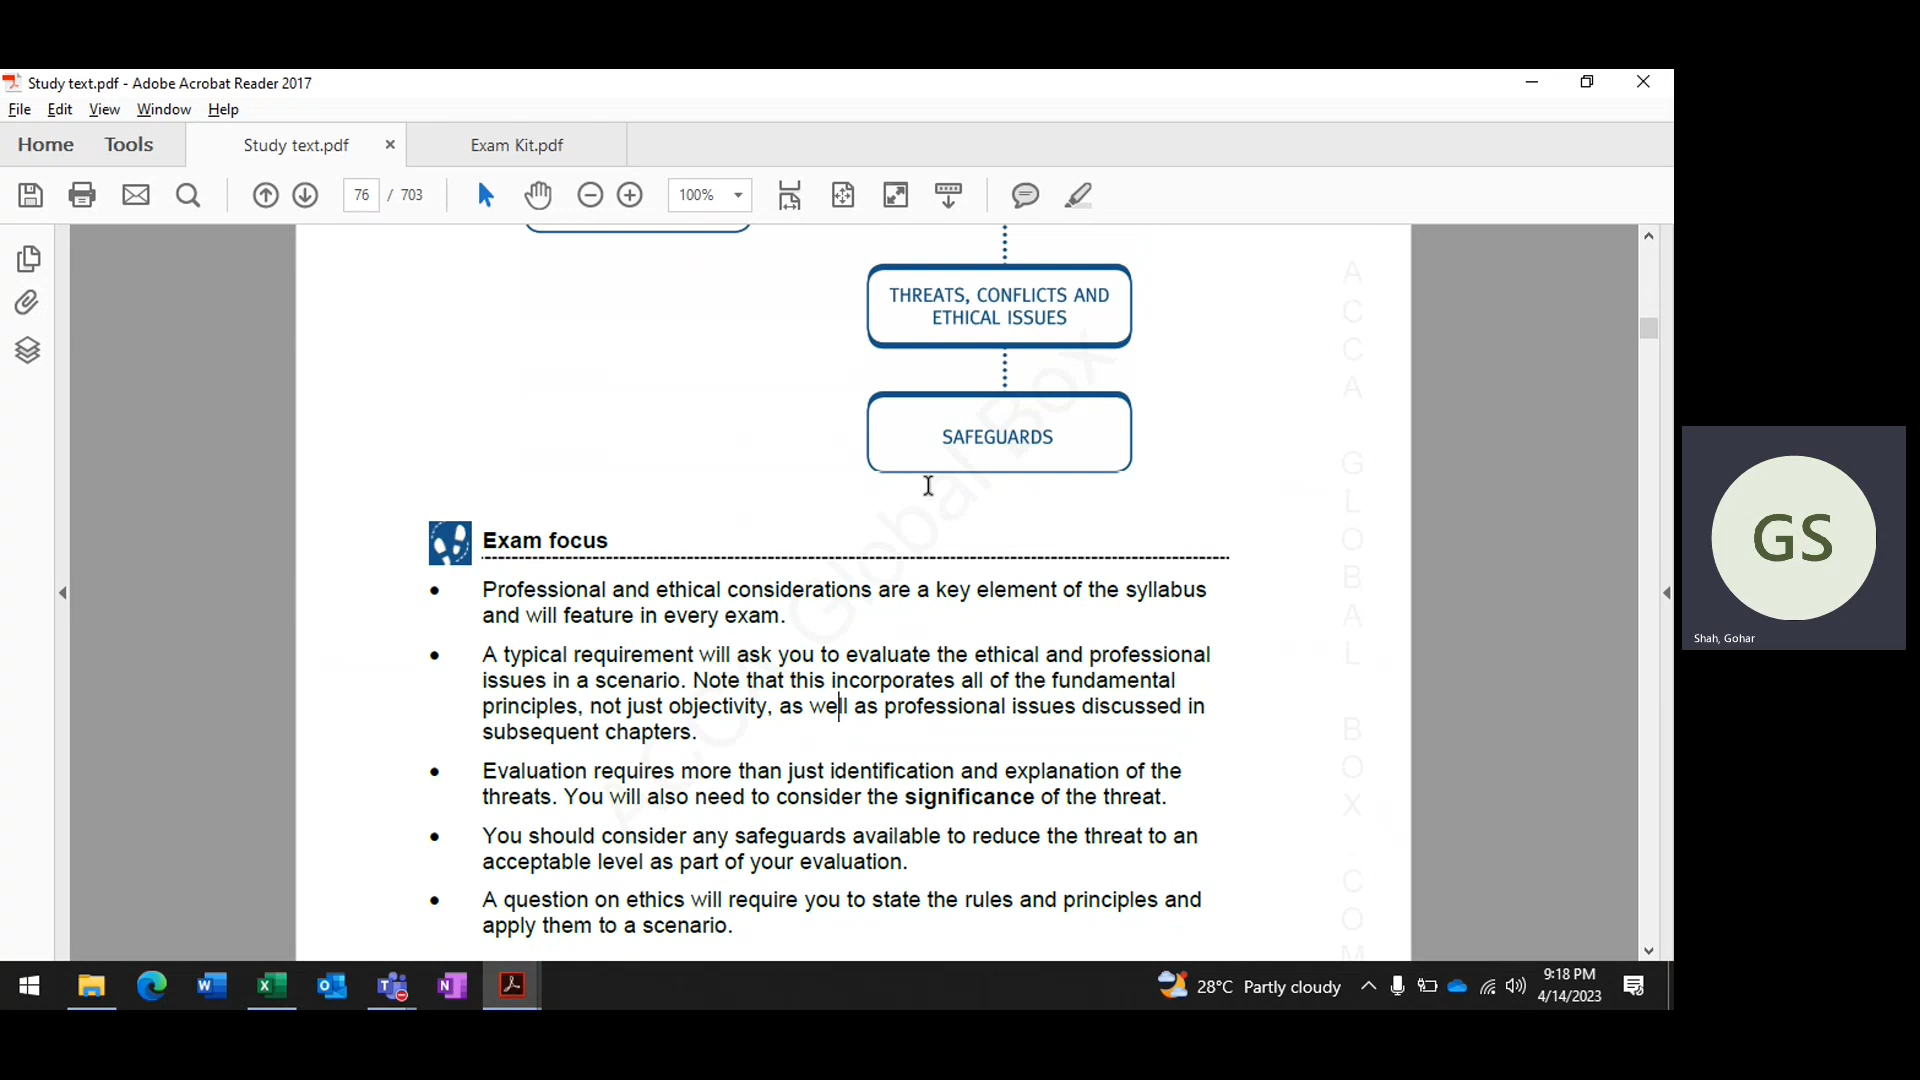 Study text.pdf - Adobe Acrobat Reader 2017
File Edit View Window Help
Home Tools Study text.pdf Exam Kit.pdf
76 / 703 100%
THREATS, CONFLICTS AND
ETHICAL ISSUES
SAFEGUARDS
Exam focus
• Professional and ethical considerations are a key element of the syllabus
and will feature in every exam.
• A typical requirement will ask you to evaluate the ethical and professional
issues in a scenario. Note that this incorporates all of the fundamental
principles, not just objectivity, as well as professional issues discussed in
subsequent chapters.
• Evaluation requires more than just identification and explanation of the
threats. You will also need to consider the significance of the threat.
• You should consider any safeguards available to reduce the threat to an
acceptable level as part of your evaluation.
• A question on ethics will require you to state the rules and principles and
apply them to a scenario.
ACCA GLOBAL BOX.COM
ACCA Global Box
GS
Shah, Gohar
28°C Partly cloudy
9:18 PM
4/14/2023